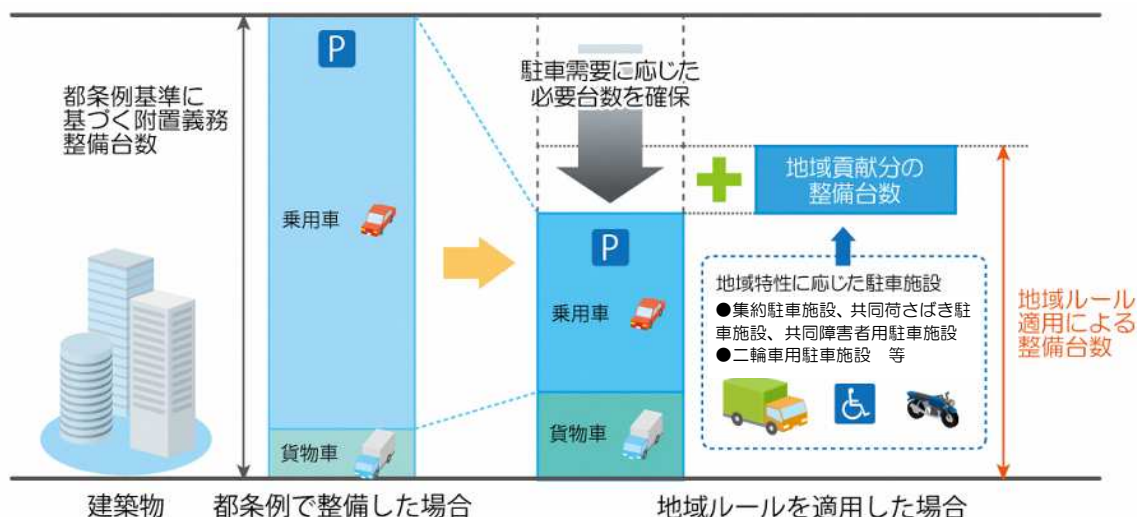 都条例基準に
基づく附置義務
整備台数
P
乗用車
貨物車
駐車需要に応じた
必要台数を確保
P
乗用車
貨物車
地域貢献分の
整備台数
地域特性に応じた駐車施設
●集約駐車施設、共同荷さばき駐
車施設、共同障害者用駐車施設
●二輪車用駐車施設　等
地域ルール
適用による
整備台数
建築物
都条例で整備した場合
地域ルールを適用した場合